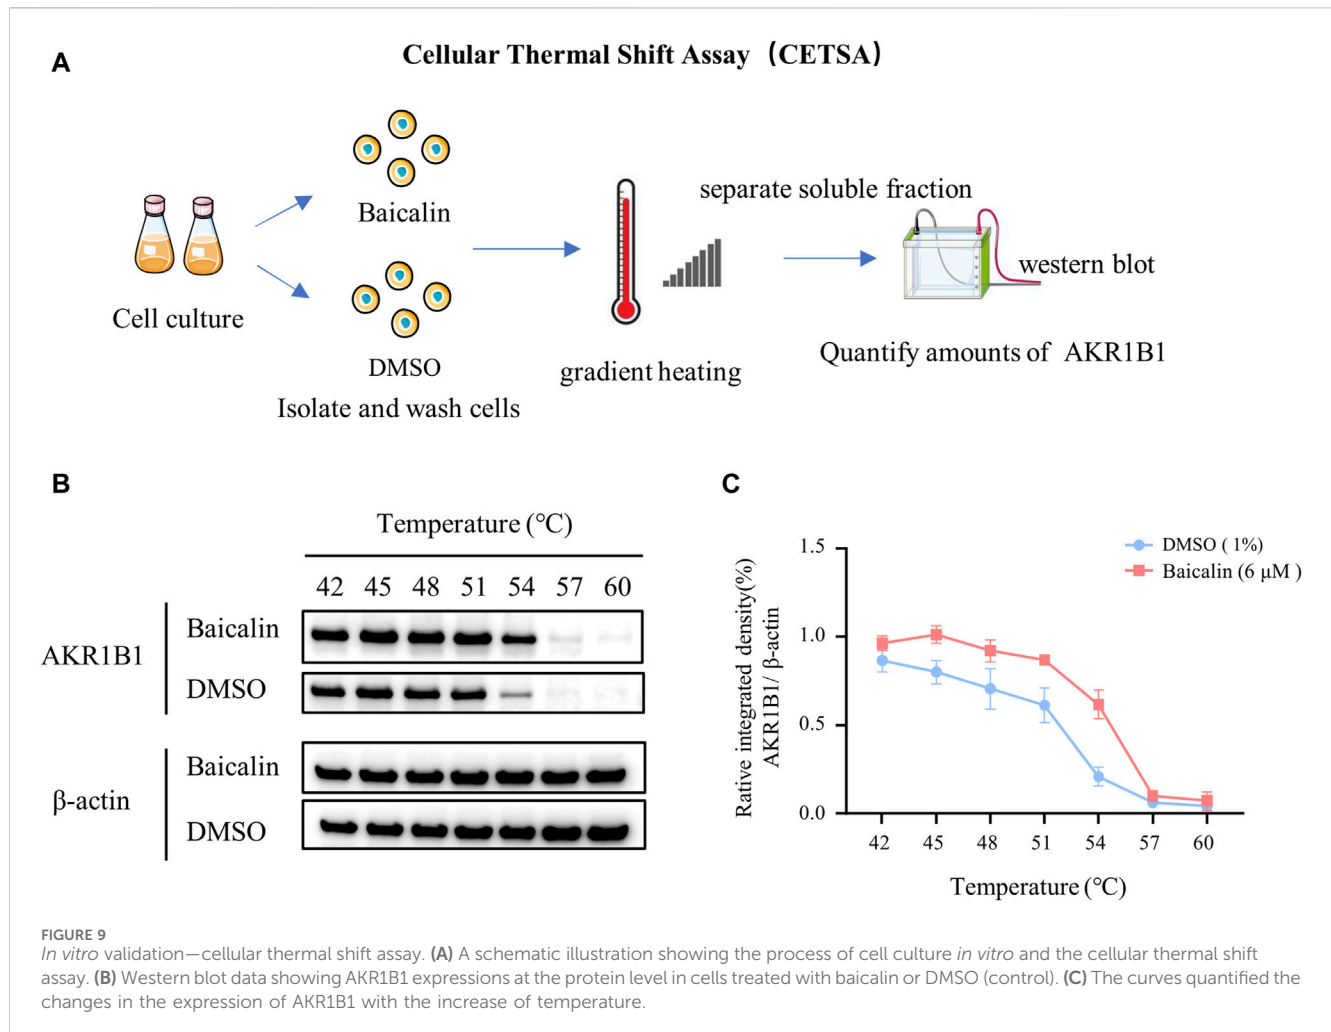 A
Cellular Thermal Shift Assay (CETSA)
Baicalin
DMSO
Cell culture
Isolate and wash cells
gradient heating
separate soluble fraction
western blot
Quantify amounts of AKR1B1
B
Temperature (°C)
42 45 48 51 54 57 60
AKR1B1
Baicalin
DMSO
β-actin
Baicalin
DMSO
C
DMSO ( 1%)
Baicalin (6 μM )
Rative integrated density(%)
AKR1B1/ β-actin
1.5
1.0
0.5
0.0
42 45 48 51 54 57 60
Temperature (°C)
FIGURE 9
In vitro validation—cellular thermal shift assay. (A) A schematic illustration showing the process of cell culture in vitro and the cellular thermal shift
assay. (B) Western blot data showing AKR1B1 expressions at the protein level in cells treated with baicalin or DMSO (control). (C) The curves quantified the
changes in the expression of AKR1B1 with the increase of temperature.